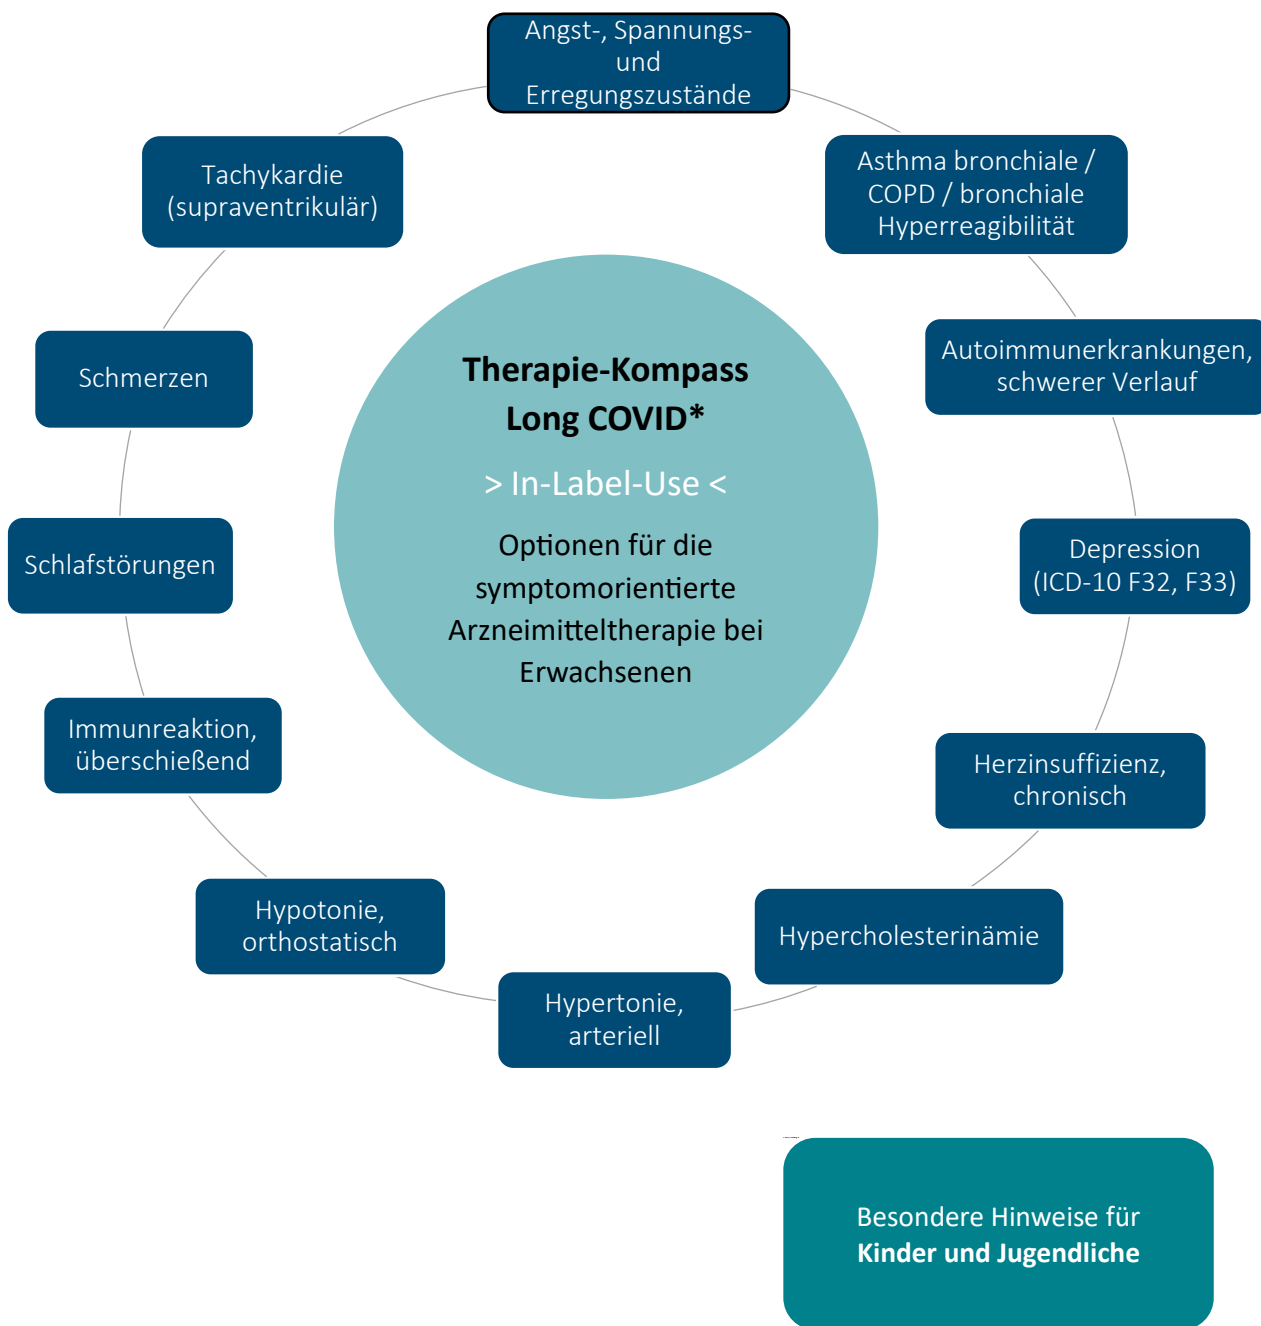 Angst-, Spannungs-
und
Erregungszustände
Tachykardie
(supraventrikulär)
Asthma bronchiale /
COPD / bronchiale
Hyperreagibilität
Schmerzen
Autoimmunerkrankungen,
schwerer Verlauf
Therapie-Kompass
Long COVID*
> In-Label-Use <
Optionen für die
symptomorientierte
Arzneimitteltherapie bei
Erwachsenen
Schlafstörungen
Depression
(ICD-10 F32, F33)
Immunreaktion,
überschießend
Herzinsuffizienz,
chronisch
Hypotonie,
orthostatisch
Hypercholesterinämie
Hypertonie,
arteriell
Besondere Hinweise für
Kinder und Jugendliche